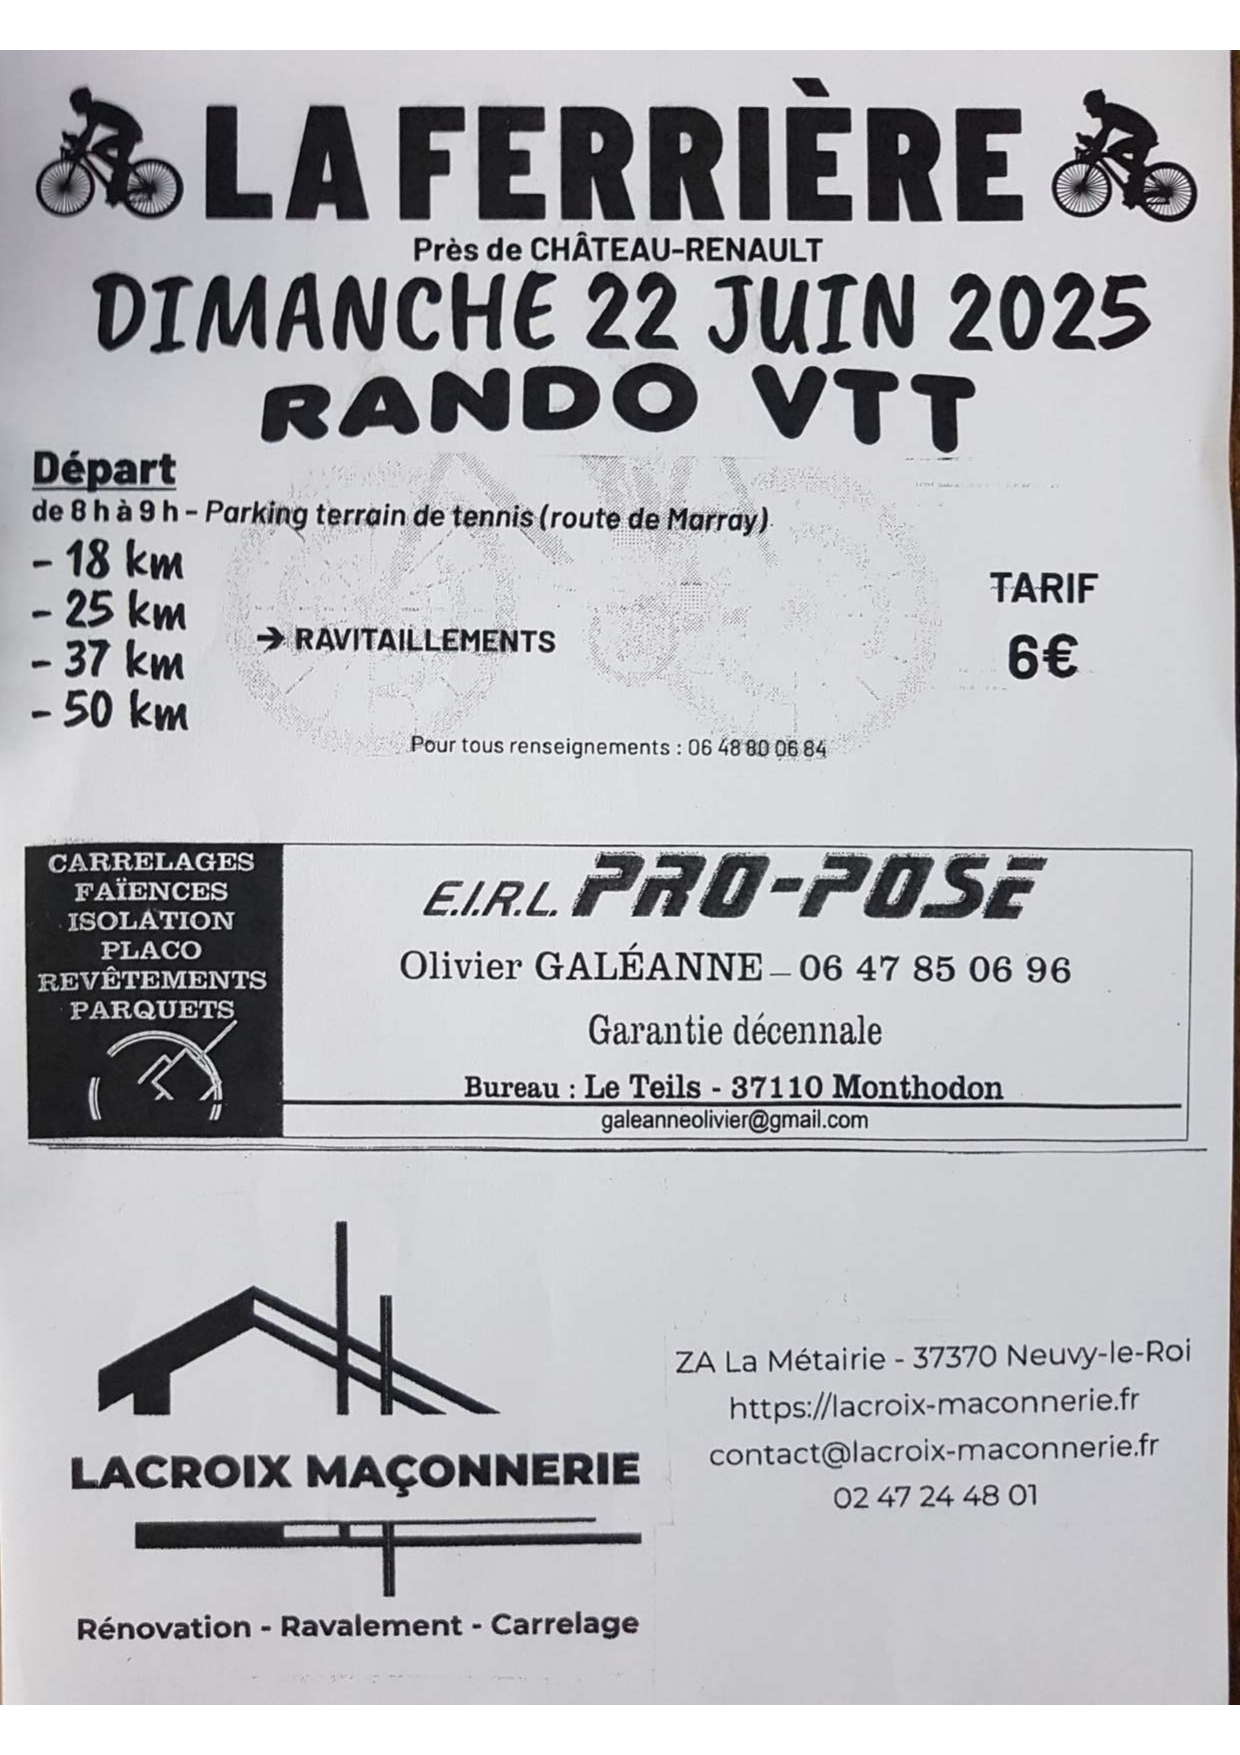 LA FERRIÈRE
Près de CHÂTEAU-RENAULT
DIMANCHE 22 JUIN 2025
RANDO VTT
Départ
de 8 h à 9 h - Parking terrain de tennis (route de Marray)
- 18 km
- 25 km
- 37 km
- 50 km
→ RAVITAILLEMENTS
TARIF
6€
Pour tous renseignements : 06 48 80 06 84
CARRELAGES
FAÏENCES
ISOLATION
PLACO
REVÊTEMENTS
PARQUETS
E.I.R.L. PRO-POSE
Olivier GALÉANNE – 06 47 85 06 96
Garantie décennale
Bureau : Le Teils - 37110 Monthodon
galeanneolivier@gmail.com
LACROIX MAÇONNERIE
Rénovation - Ravalement - Carrelage
ZA La Métairie - 37370 Neuvy-le-Roi
https://lacroix-maconnerie.fr
contact@lacroix-maconnerie.fr
02 47 24 48 01